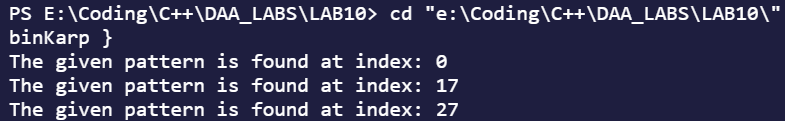 PS E:\Coding\C++\DAA_LABS\LAB10> cd "e:\Coding\C++\DAA_LABS\LAB10\"
binKarp }
The given pattern is found at index: 0
The given pattern is found at index: 17
The given pattern is found at index: 27